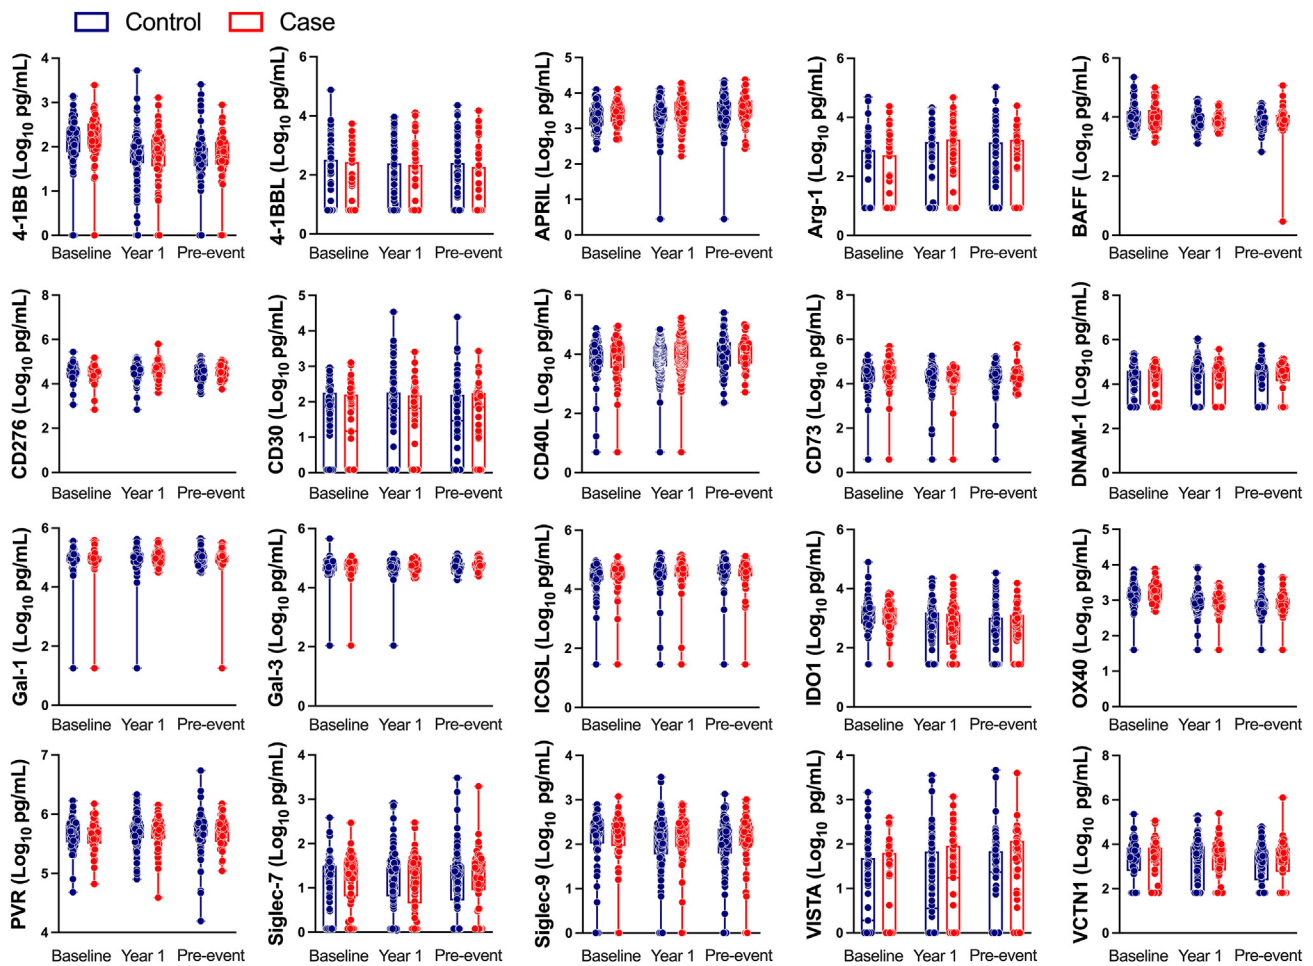 Control Case
4-1BB (Log10 pg/mL)
4
3
2
1
0
Baseline Year 1 Pre-event
4-1BBL (Log10 pg/mL)
6
4
2
0
Baseline Year 1 Pre-event
APRIL (Log10 pg/mL)
5
4
3
2
1
0
Baseline Year 1 Pre-event
Arg-1 (Log10 pg/mL)
6
4
2
0
Baseline Year 1 Pre-event
BAFF (Log10 pg/mL)
6
4
2
0
Baseline Year 1 Pre-event
CD276 (Log10 pg/mL)
8
6
4
2
0
Baseline Year 1 Pre-event
CD30 (Log10 pg/mL)
5
4
3
2
1
0
Baseline Year 1 Pre-event
CD40L (Log10 pg/mL)
6
4
2
0
Baseline Year 1 Pre-event
CD73 (Log10 pg/mL)
8
6
4
2
0
Baseline Year 1 Pre-event
DNAM-1 (Log10 pg/mL)
8
6
4
2
0
Baseline Year 1 Pre-event
Gal-1 (Log10 pg/mL)
6
4
2
0
Baseline Year 1 Pre-event
Gal-3 (Log10 pg/mL)
6
4
2
0
Baseline Year 1 Pre-event
ICOSL (Log10 pg/mL)
6
4
2
0
Baseline Year 1 Pre-event
IDO1 (Log10 pg/mL)
6
4
2
0
Baseline Year 1 Pre-event
OX40 (Log10 pg/mL)
5
4
3
2
1
0
Baseline Year 1 Pre-event
PVR (Log10 pg/mL)
7
6
5
4
Baseline Year 1 Pre-event
Siglec-7 (Log10 pg/mL)
4
3
2
1
0
Baseline Year 1 Pre-event
Siglec-9 (Log10 pg/mL)
4
3
2
1
0
Baseline Year 1 Pre-event
VISTA (Log10 pg/mL)
4
3
2
1
0
Baseline Year 1 Pre-event
VCTN1 (Log10 pg/mL)
8
6
4
2
0
Baseline Year 1 Pre-event